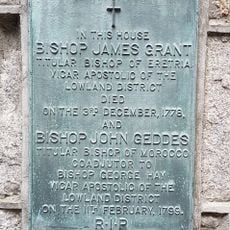 IN THIS HOUSE
BISHOP JAMES GRANT
TITULAR BISHOP OF ERETRIA
VICAR APOSTOLIC OF THE
LOWLAND DISTRICT
DIED
ON THE 3RD DECEMBER, 1778,
AND
BISHOP JOHN GEDDES
TITULAR BISHOP OF MOROCCO
COADJUTOR TO
BISHOP GEORGE HAY
VICAR APOSTOLIC OF THE
LOWLAND DISTRICT
ON THE 11TH FEBRUARY, 1799.
R·I·P